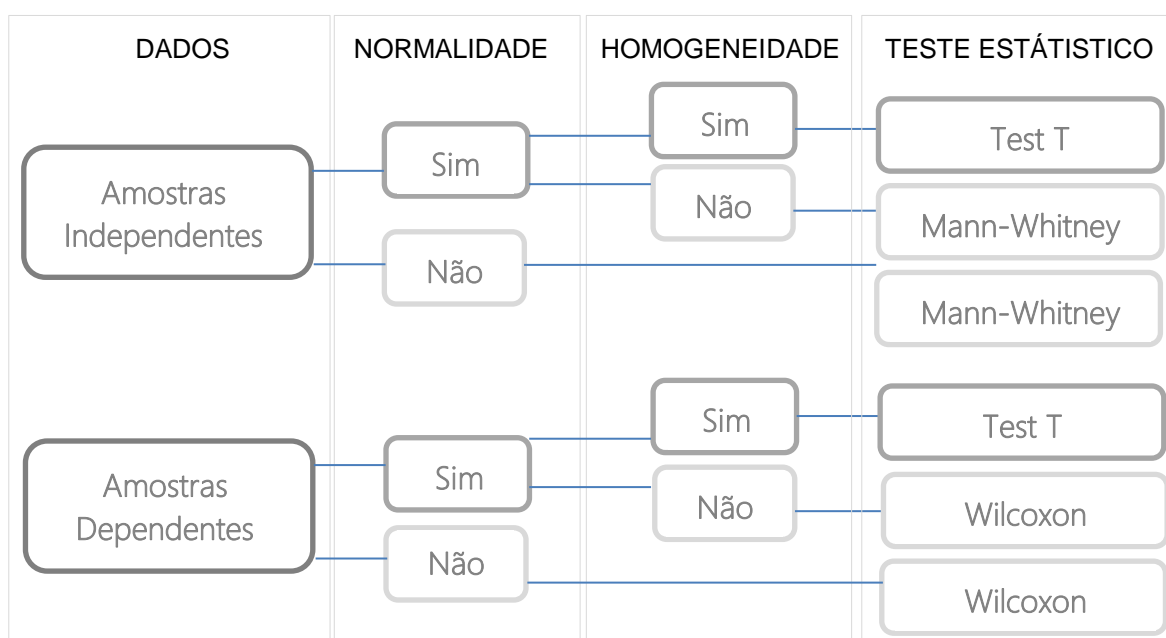 DADOS
NORMALIDADE
HOMOGENEIDADE
TESTE ESTÁTISTICO
Amostras
Independentes
Sim
Sim
Test T
Não
Mann-Whitney
Não
Mann-Whitney
Amostras
Dependentes
Sim
Sim
Test T
Não
Wilcoxon
Não
Wilcoxon